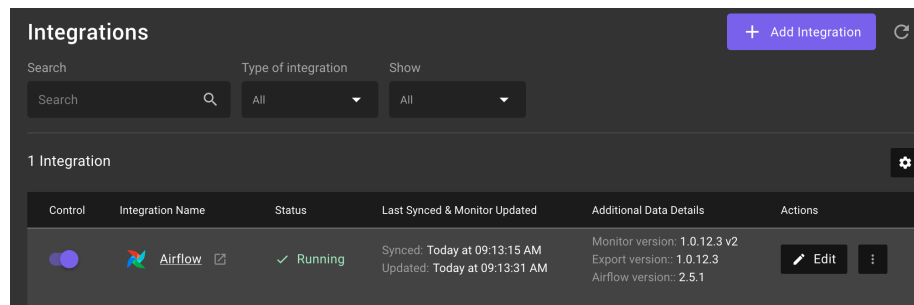 Integrations
+ Add Integration
Search
Type of integration
Show
Search
All
All
1 Integration
Control
Integration Name
Status
Last Synced & Monitor Updated
Additional Data Details
Actions
Airflow
Running
Synced: Today at 09:13:15 AM
Updated: Today at 09:13:31 AM
Monitor version: 1.0.12.3 v2
Export version:: 1.0.12.3
Airflow version:: 2.5.1
Edit